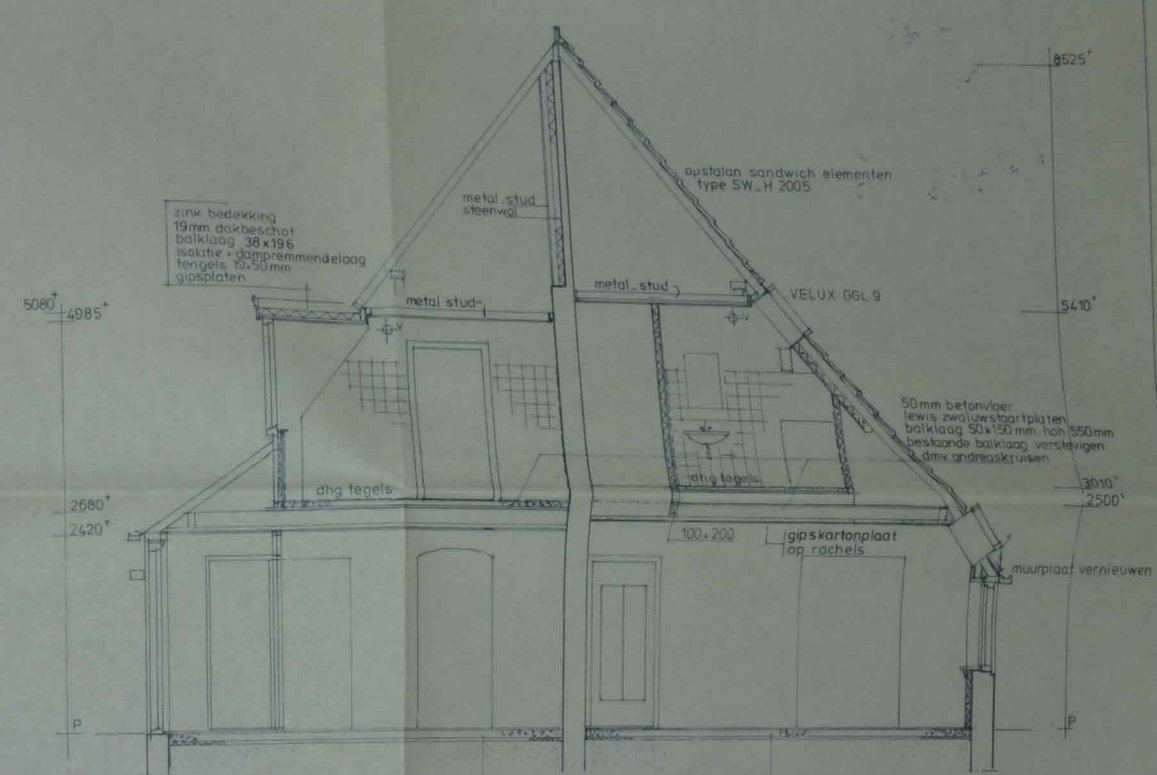 8525+
opstalan sandwich elementen
type SW_H 2005
metal.stud
steenwol
zink bedekking
19mm dakbeschot
balklaag 38x196
isolatie + dampremmendelaag
tengels 19x50mm
gipsplaten
metal.stud
VELUX GGL-9
5080+
4985+
metal stud
5410+
V
V
50mm betonvloer
lewis zwaluwstaartplaten
balklaag 50x150mm hoh 550mm
bestaande balklaag verstevigen
dmv andreaskruisen
dhg tegels
dhg tegels
3010+
2680+
2500+
2420+
100x200
gipskartonplaat
op rachels
muurplaat vernieuwen
P
P